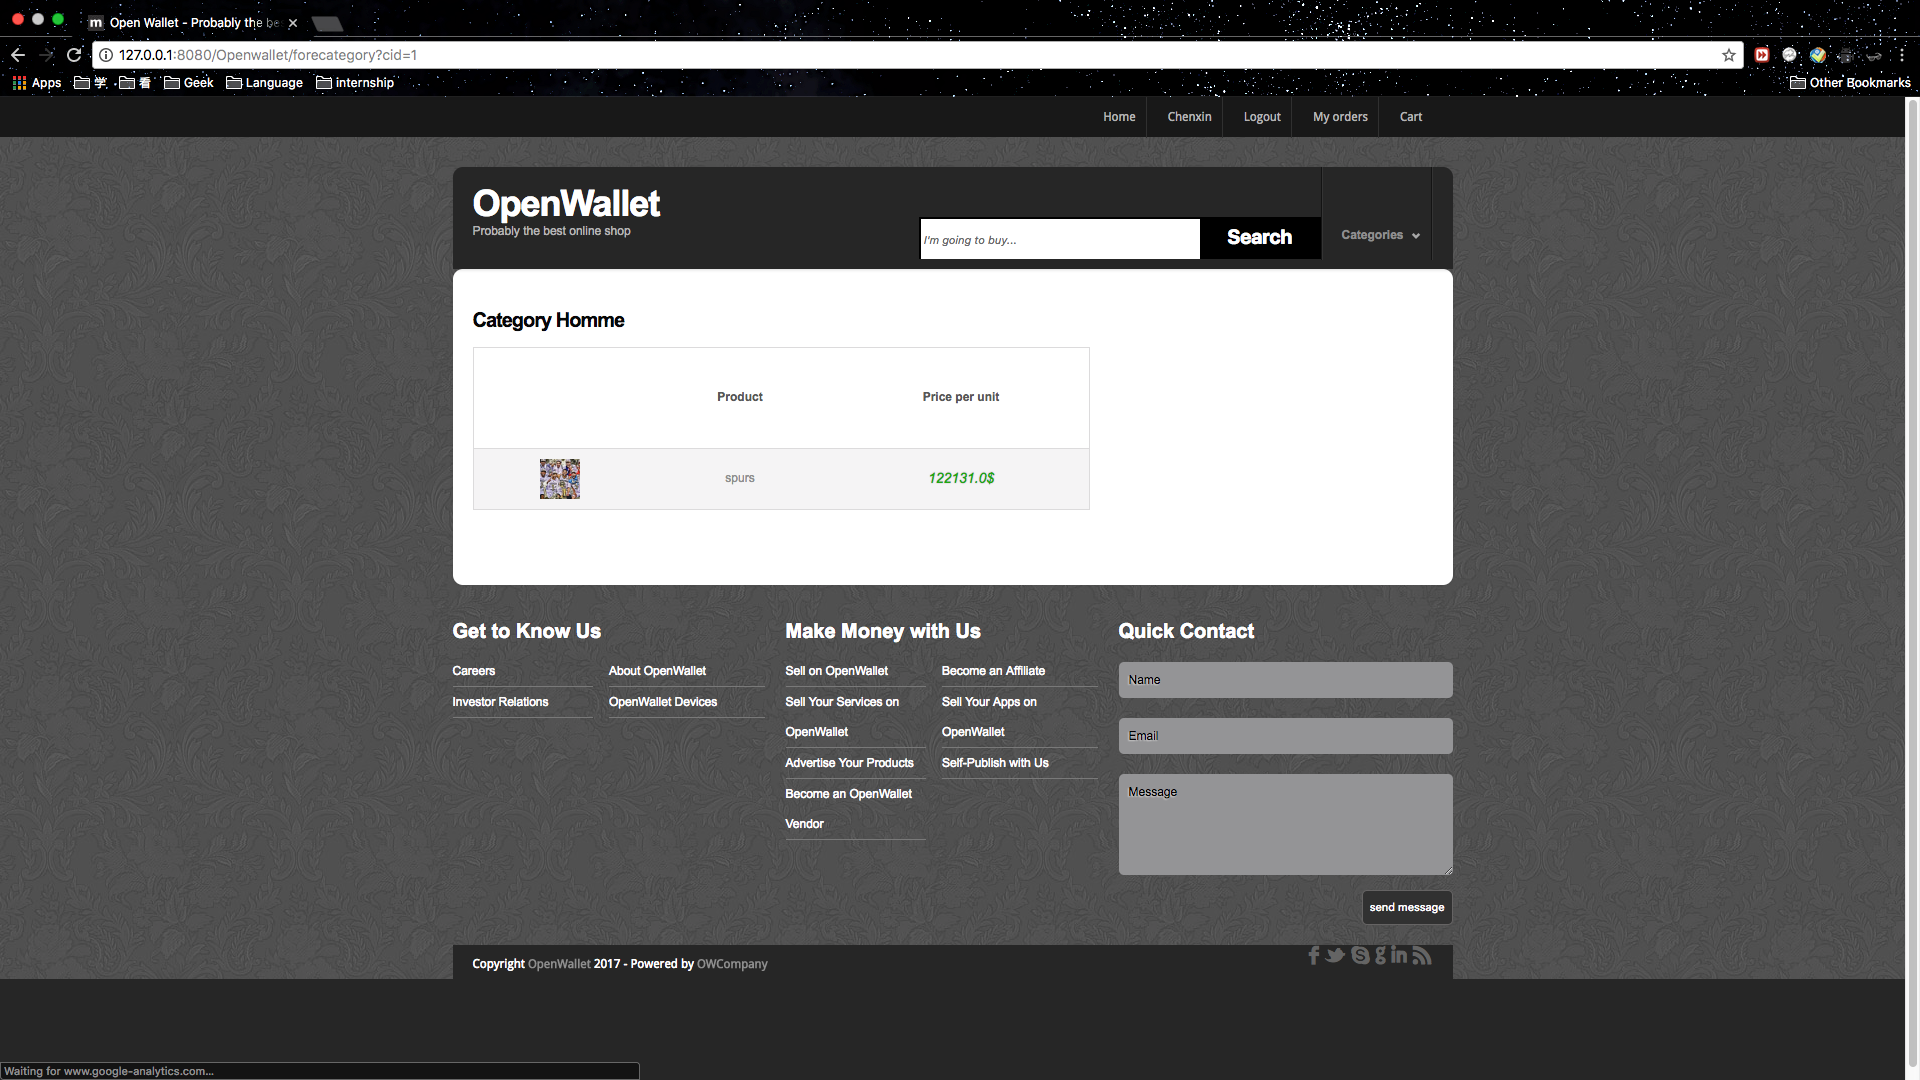 m Open Wallet - Probably the be
127.0.0.1:8080/Openwallet/forecategory?cid=1
Apps 学 看 Geek Language internship Other Bookmarks
Home Chenxin Logout My orders Cart
OpenWallet
Probably the best online shop
I'm going to buy... Search Categories
Category Homme
Product Price per unit
spurs 122131.0$
Get to Know Us
Careers About OpenWallet
Investor Relations OpenWallet Devices
Make Money with Us
Sell on OpenWallet Become an Affiliate
Sell Your Services on
OpenWallet
Sell Your Apps on
OpenWallet
Advertise Your Products Self-Publish with Us
Become an OpenWallet
Vendor
Quick Contact
Name
Email
Message
send message
Copyright OpenWallet 2017 - Powered by OWCompany
Waiting for www.google-analytics.com...